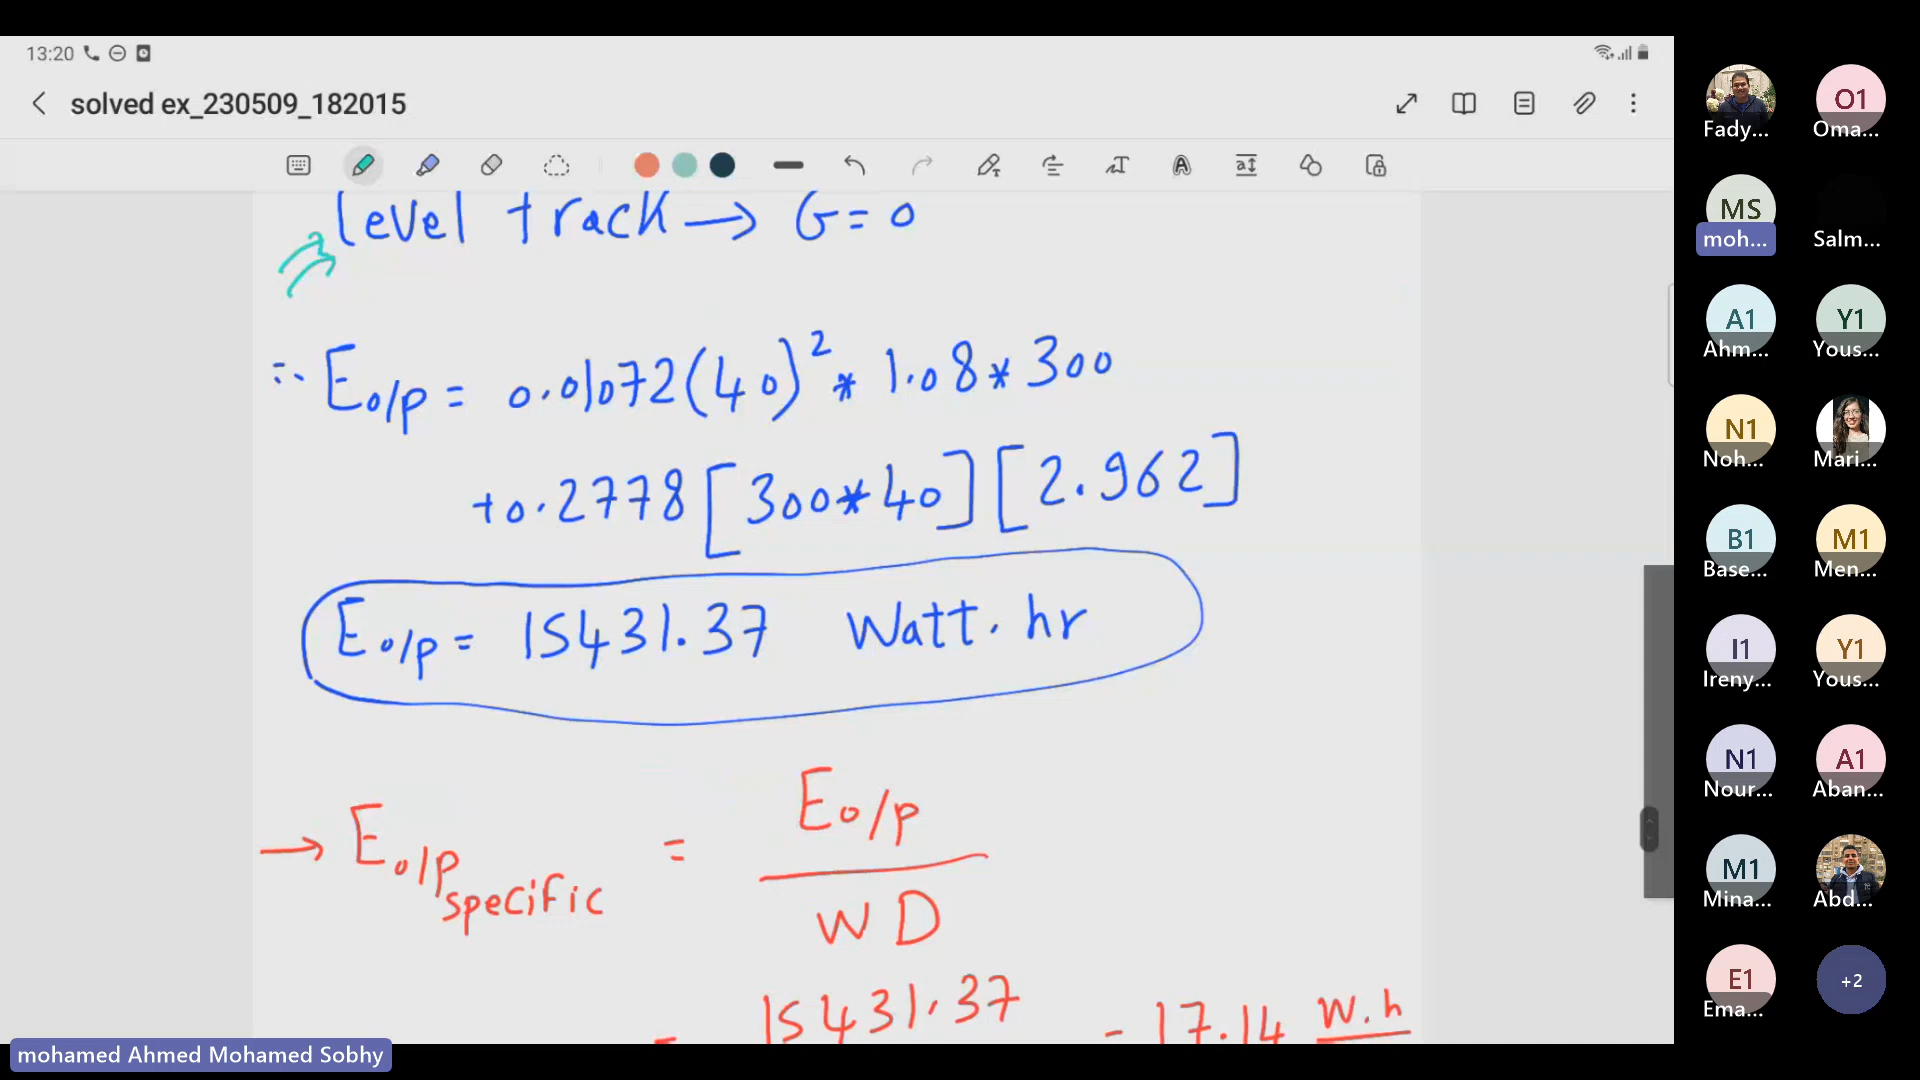 13:20
solved ex_230509_182015
level track → G = 0
∴ Eo/p = 0.01072(40)² * 1.08 * 300
+0.2778[300*40][2.962]
Eo/p = 15431.37 Watt.hr
→ Eo/p specific = Eo/p
WD
= 15431.37 = 17.14 W.h
Fady...
O1
Oma...
MS
moh...
Salm...
A1
Ahm...
Y1
Yous...
N1
Noh...
Mari...
B1
Base...
M1
Men...
I1
Ireny...
Y1
Yous...
N1
Nour...
A1
Aban...
M1
Mina...
Abd...
E1
Ema...
+2
mohamed Ahmed Mohamed Sobhy